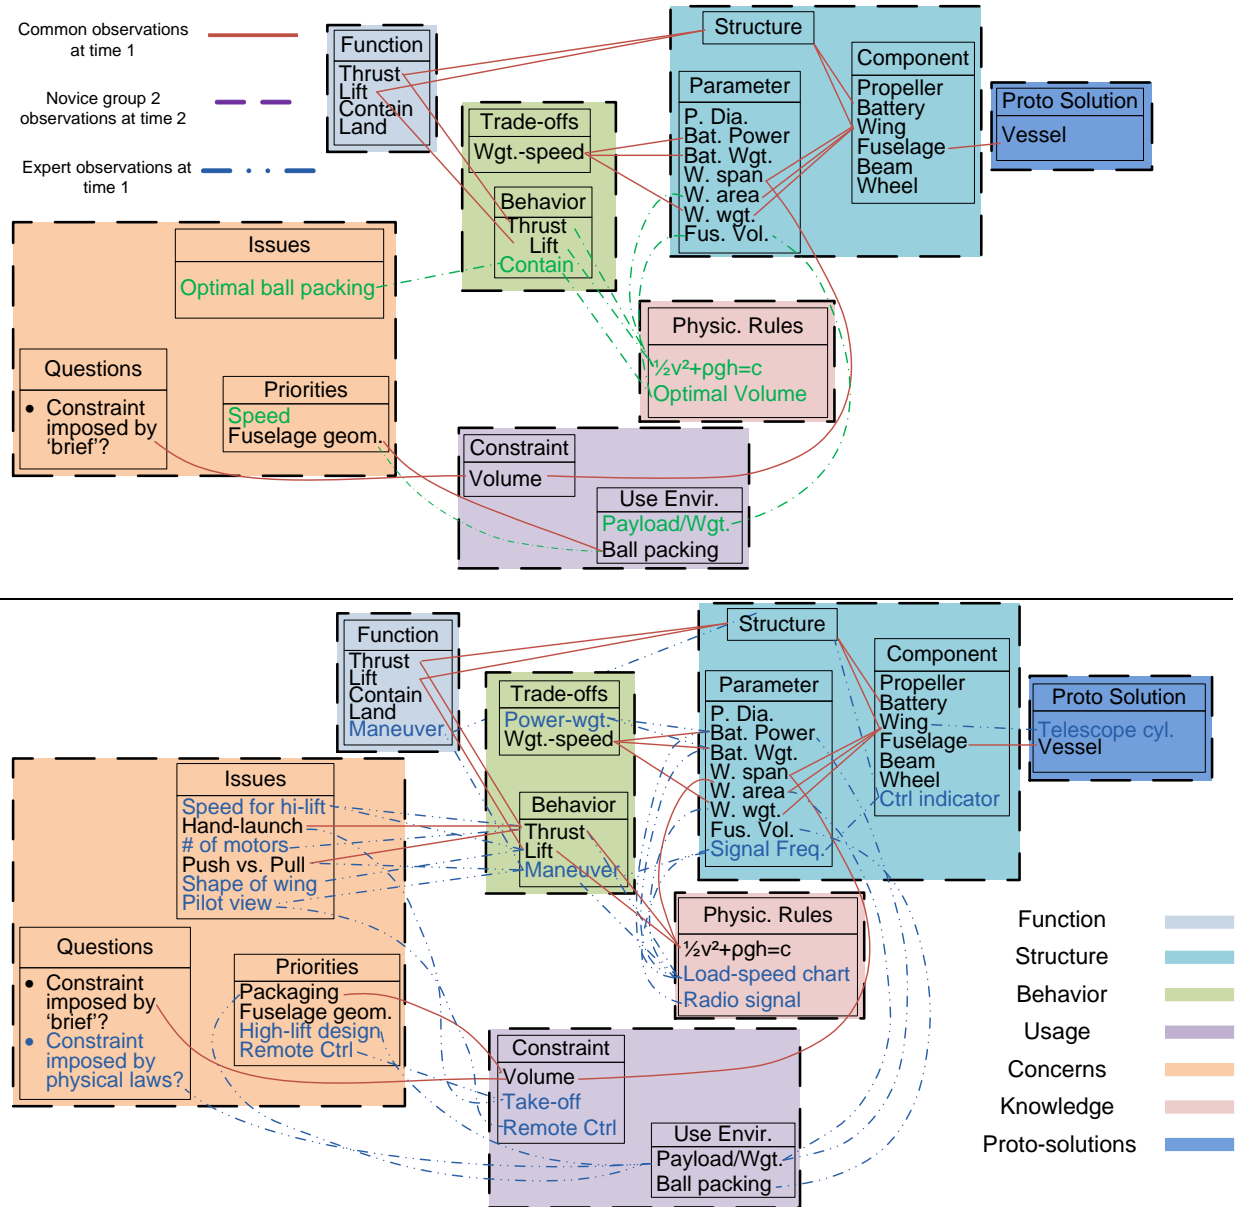 Common observations
at time 1
Novice group 2
observations at time 2
Expert observations at
time 1
Function
Thrust
Lift
Contain
Land
Trade-offs
Wgt.-speed
Behavior
Thrust
Lift
Contain
Structure
Parameter
P. Dia.
Bat. Power
Bat. Wgt.
W. span
W. area
W. wgt.
Fus. Vol.
Component
Propeller
Battery
Wing
Fuselage
Beam
Wheel
Proto Solution
Vessel
Issues
Optimal ball packing
Questions
• Constraint
imposed by
‘brief’?
Priorities
Speed
Fuselage geom.
Physic. Rules
½v²+ρgh=c
Optimal Volume
Constraint
Volume
Use Envir.
Payload/Wgt.
Ball packing
Function
Thrust
Lift
Contain
Land
Maneuver
Trade-offs
Power-wgt.
Wgt.-speed
Behavior
Thrust
Lift
Maneuver
Structure
Parameter
P. Dia.
Bat. Power
Bat. Wgt.
W. span
W. area
W. wgt.
Fus. Vol.
Signal Freq.
Component
Propeller
Battery
Wing
Fuselage
Beam
Wheel
Ctrl indicator
Proto Solution
Telescope cyl.
Vessel
Issues
Speed for hi-lift
Hand-launch
# of motors
Push vs. Pull
Shape of wing
Pilot view
Questions
• Constraint
imposed by
‘brief’?
• Constraint
imposed by
physical laws?
Priorities
Packaging
Fuselage geom.
High-lift design
Remote Ctrl
Physic. Rules
½v²+ρgh=c
Load-speed chart
Radio signal
Constraint
Volume
Take-off
Remote Ctrl
Use Envir.
Payload/Wgt.
Ball packing
Function
Structure
Behavior
Usage
Concerns
Knowledge
Proto-solutions